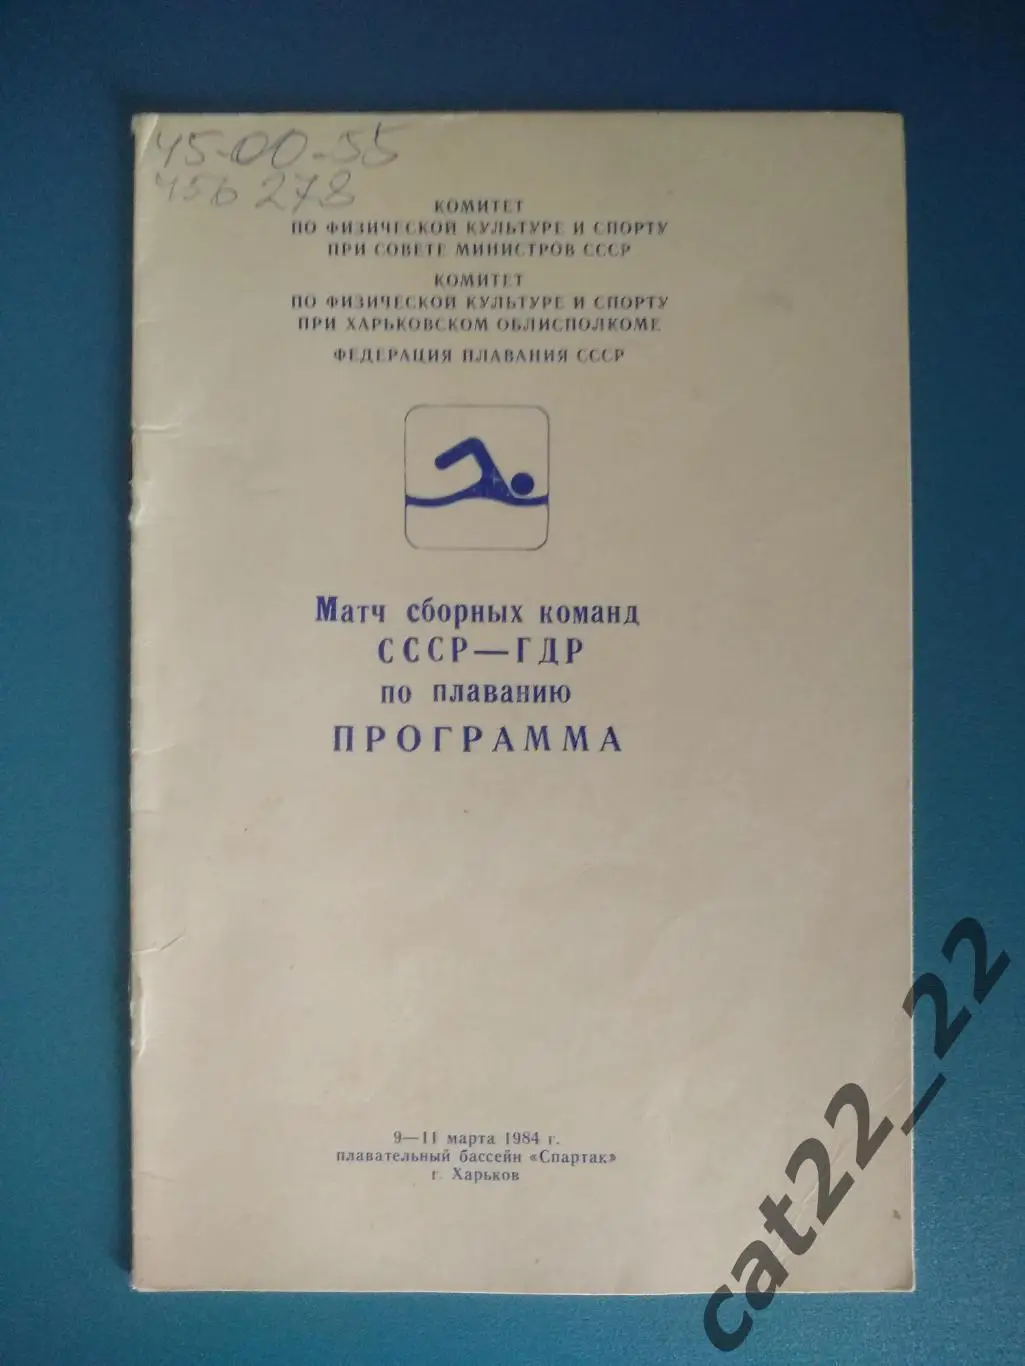 45-00-55
456 278
КОМИТЕТ
ПО ФИЗИЧЕСКОЙ КУЛЬТУРЕ И СПОРТУ
ПРИ СОВЕТЕ МИНИСТРОВ СССР
КОМИТЕТ
ПО ФИЗИЧЕСКОЙ КУЛЬТУРЕ И СПОРТУ
ПРИ ХАРЬКОВСКОМ ОБЛИСПОЛКОМЕ
ФЕДЕРАЦИЯ ПЛАВАНИЯ СССР
Матч сборных команд
СССР—ГДР
по плаванию
ПРОГРАММА
9—11 марта 1984 г.
плавательный бассейн «Спартак»
г. Харьков
cat22_22